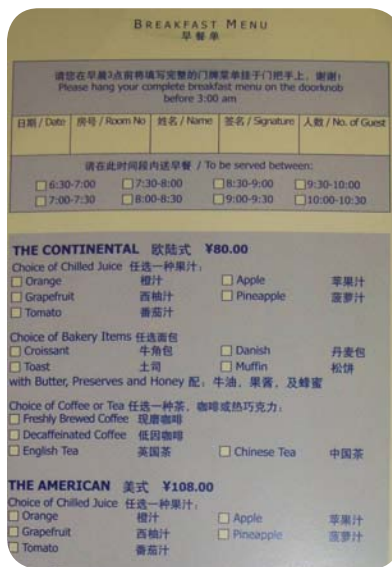 BREAKFAST MENU
早餐单
请您在早晨3点前将填写完整的门牌菜单挂于门把手上，谢谢！
Please hang your complete breakfast menu on the doorknob
before 3:00 am
日期 / Date 房号 / Room No 姓名 / Name 签名 / Signature 人数 / No. of Guest
请在此时间段内送早餐 / To be served between:
6:30-7:00 7:30-8:00 8:30-9:00 9:30-10:00
7:00-7:30 8:00-8:30 9:00-9:30 10:00-10:30
THE CONTINENTAL 欧陆式 ¥80.00
Choice of Chilled Juice 任选一种果汁：
Orange 橙汁 Apple 苹果汁
Grapefruit 西柚汁 Pineapple 菠萝汁
Tomato 番茄汁
Choice of Bakery Items 任选面包
Croissant 牛角包 Danish 丹麦包
Toast 土司 Muffin 松饼
with Butter, Preserves and Honey 配：牛油，果酱，及蜂蜜
Choice of Coffee or Tea 任选一种茶，咖啡或热巧克力：
Freshly Brewed Coffee 现磨咖啡
Decaffeinated Coffee 低因咖啡
English Tea 英国茶 Chinese Tea 中国茶
THE AMERICAN 美式 ¥108.00
Choice of Chilled Juice 任选一种果汁：
Orange 橙汁 Apple 苹果汁
Grapefruit 西柚汁 Pineapple 菠萝汁
Tomato 番茄汁